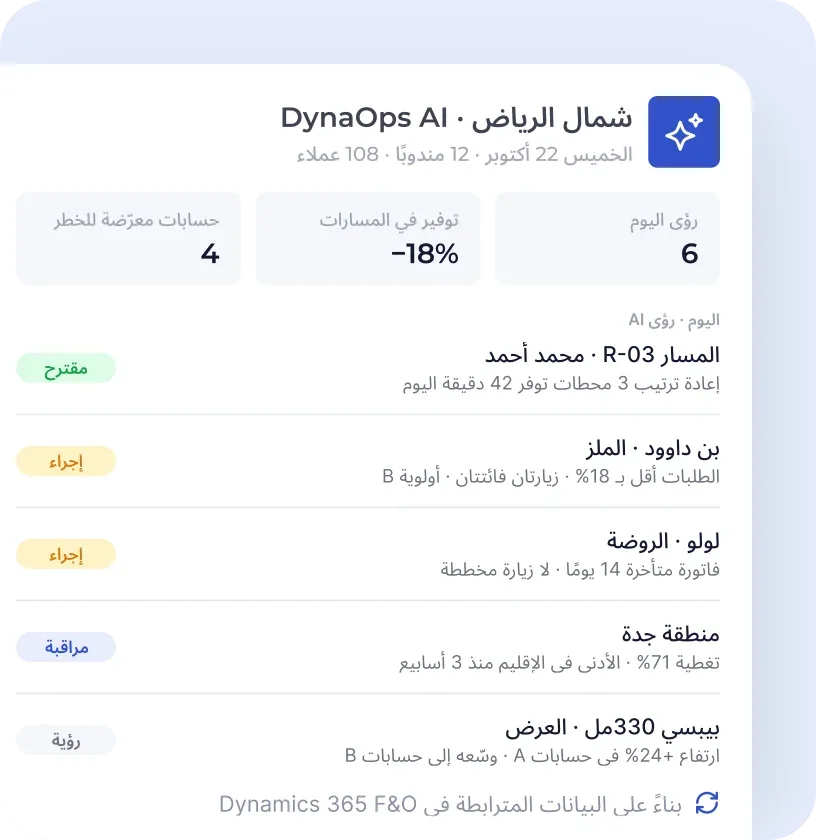 شمال الرياض · DynaOps AI
الخميس 22 أكتوبر · 12 مندوبًا · 108 عملاء
رؤى اليوم
6
توفير في المسارات
−18%
حسابات معرّضة للخطر
4
اليوم · رؤى AI
المسار R-03 · محمد أحمد
إعادة ترتيب 3 محطات توفر 42 دقيقة اليوم
مقترح
بن داوود · الملز
الطلبات أقل بـ 18% · زيارتان فائتتان · أولوية B
إجراء
لولو · الروضة
فاتورة متأخرة 14 يومًا · لا زيارة مخططة
إجراء
منطقة جدة
تغطية 71% · الأدنى في الإقليم منذ 3 أسابيع
مراقبة
بيبسي 330مل · العرض
ارتفاع +24% في حسابات A · وسّعه إلى حسابات B
رؤية
بناءً على البيانات المترابطة في Dynamics 365 F&O